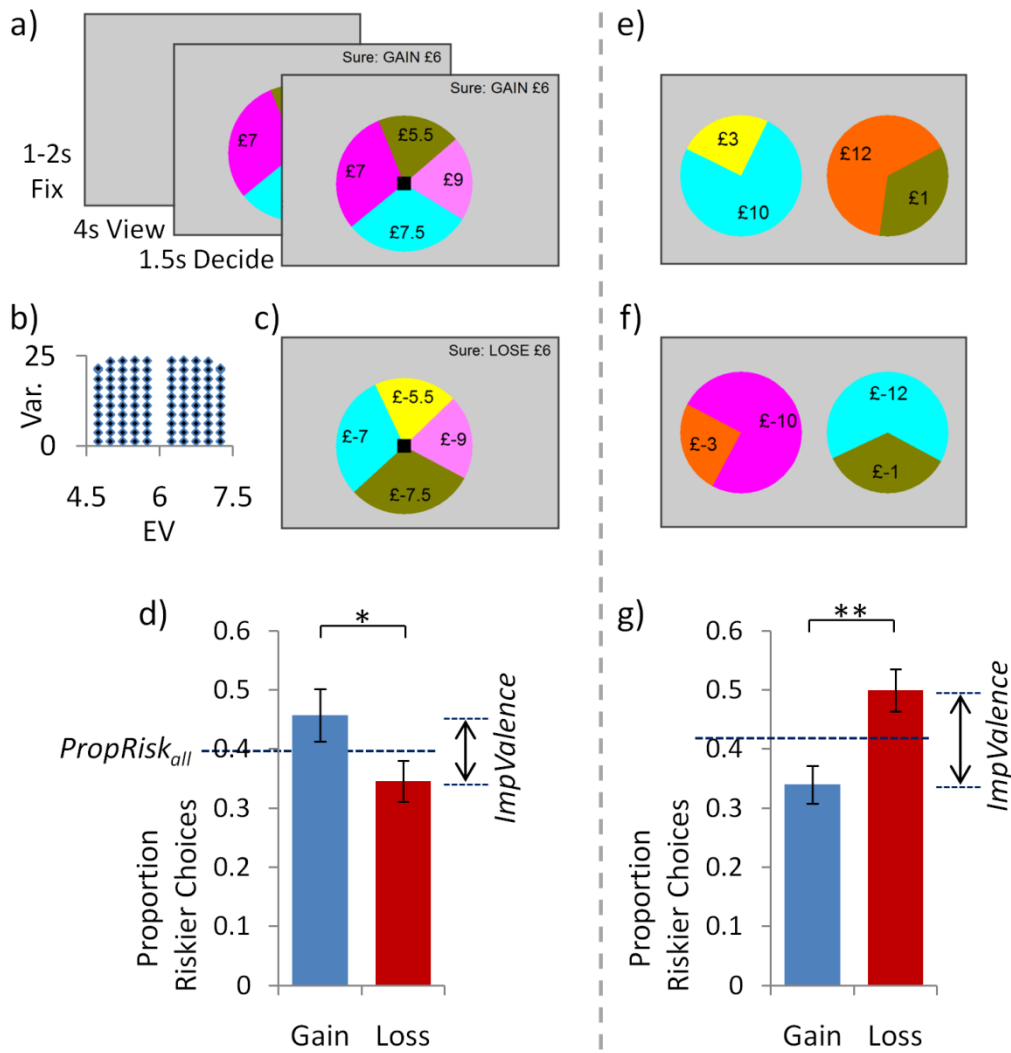 a)
Sure: GAIN £6
Sure: GAIN £6
£7
£5.5
£7
£9
£7.5
1-2s
Fix
4s View
1.5s Decide
b)
25
Var.
0
4.5 6 7.5
EV
c)
Sure: LOSE £6
£-5.5
£-7
£-9
£-7.5
d)
*
0.6
0.5
0.4
0.3
0.2
0.1
0
PropRisk_all
ImpValence
Proportion
Riskier Choices
Gain Loss
e)
£3
£10
£12
£1
f)
£-10
£-3
£-12
£-1
g)
**
0.6
0.5
0.4
0.3
0.2
0.1
0
ImpValence
Proportion
Riskier Choices
Gain Loss